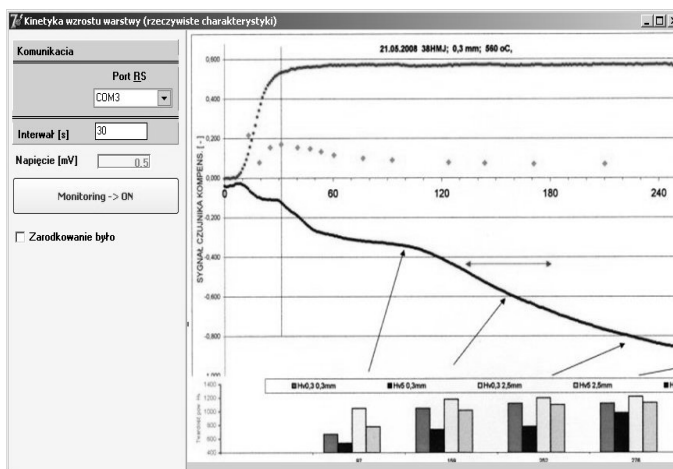 Kinetyka wzrostu warstwy (rzeczywiste charakterystyki)
Komunikacia
Port RS
COM3
Interwał [s]
30
Napięcie [mV]
0.5
Monitoring -> ON
Zarodkowanie było
21.05.2008 38HMJ; 0,3 mm; 560 oC,
SYGNAŁ CZUJNIKA KOMPENS. [ - ]
0,600
0,400
0,200
0,000
-0,200
-0,400
-0,600
-0,800
0
60
120
180
240
Hv0,3 0,3mm
Hv5 0,3mm
Hv0,3 2,5mm
Hv5 2,5mm
1400
1200
1000
800
600
400